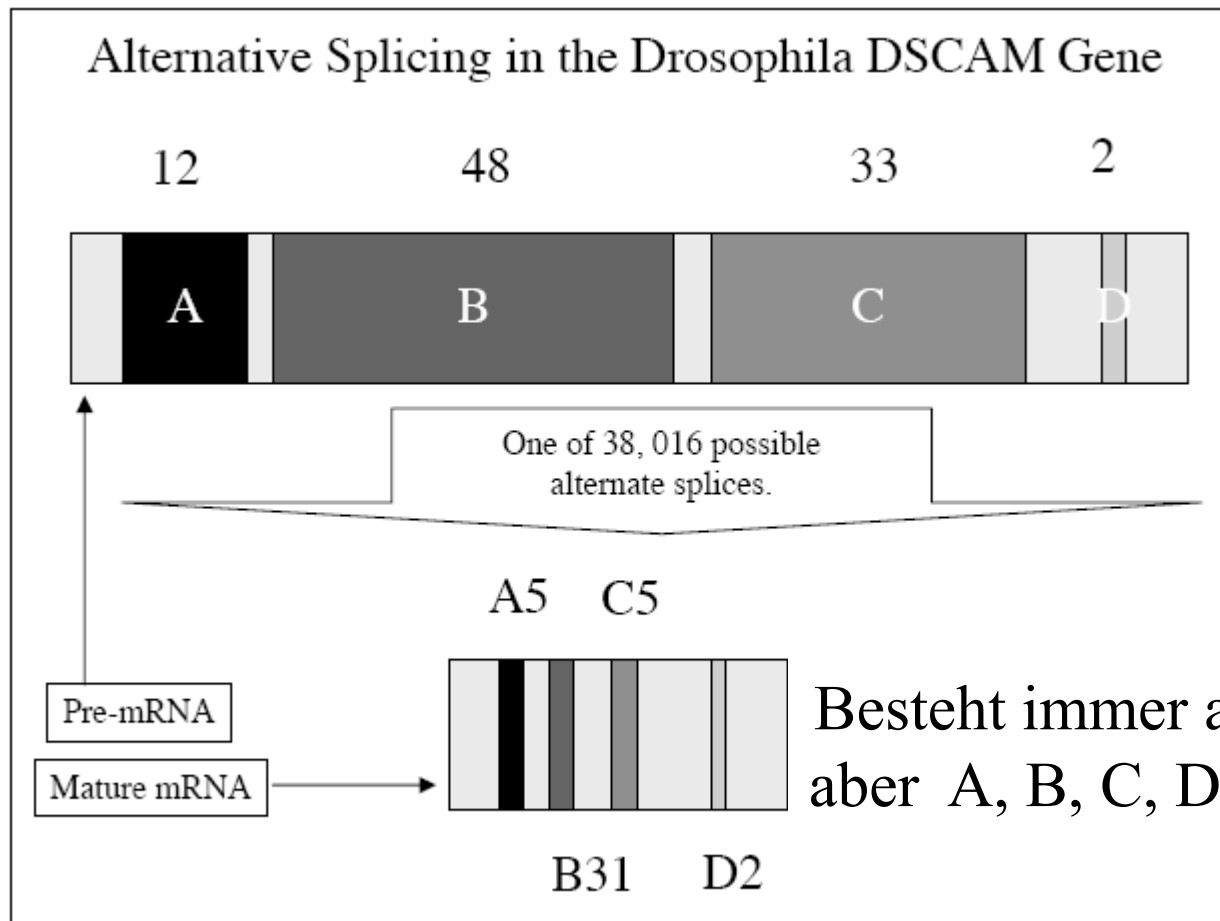 Alternative Splicing in the Drosophila DSCAM Gene
12 48 33 2
A B C D
One of 38, 016 possible
alternate splices.
A5 C5
Pre-mRNA
Mature mRNA
Besteht immer a
aber A, B, C, D
B31 D2